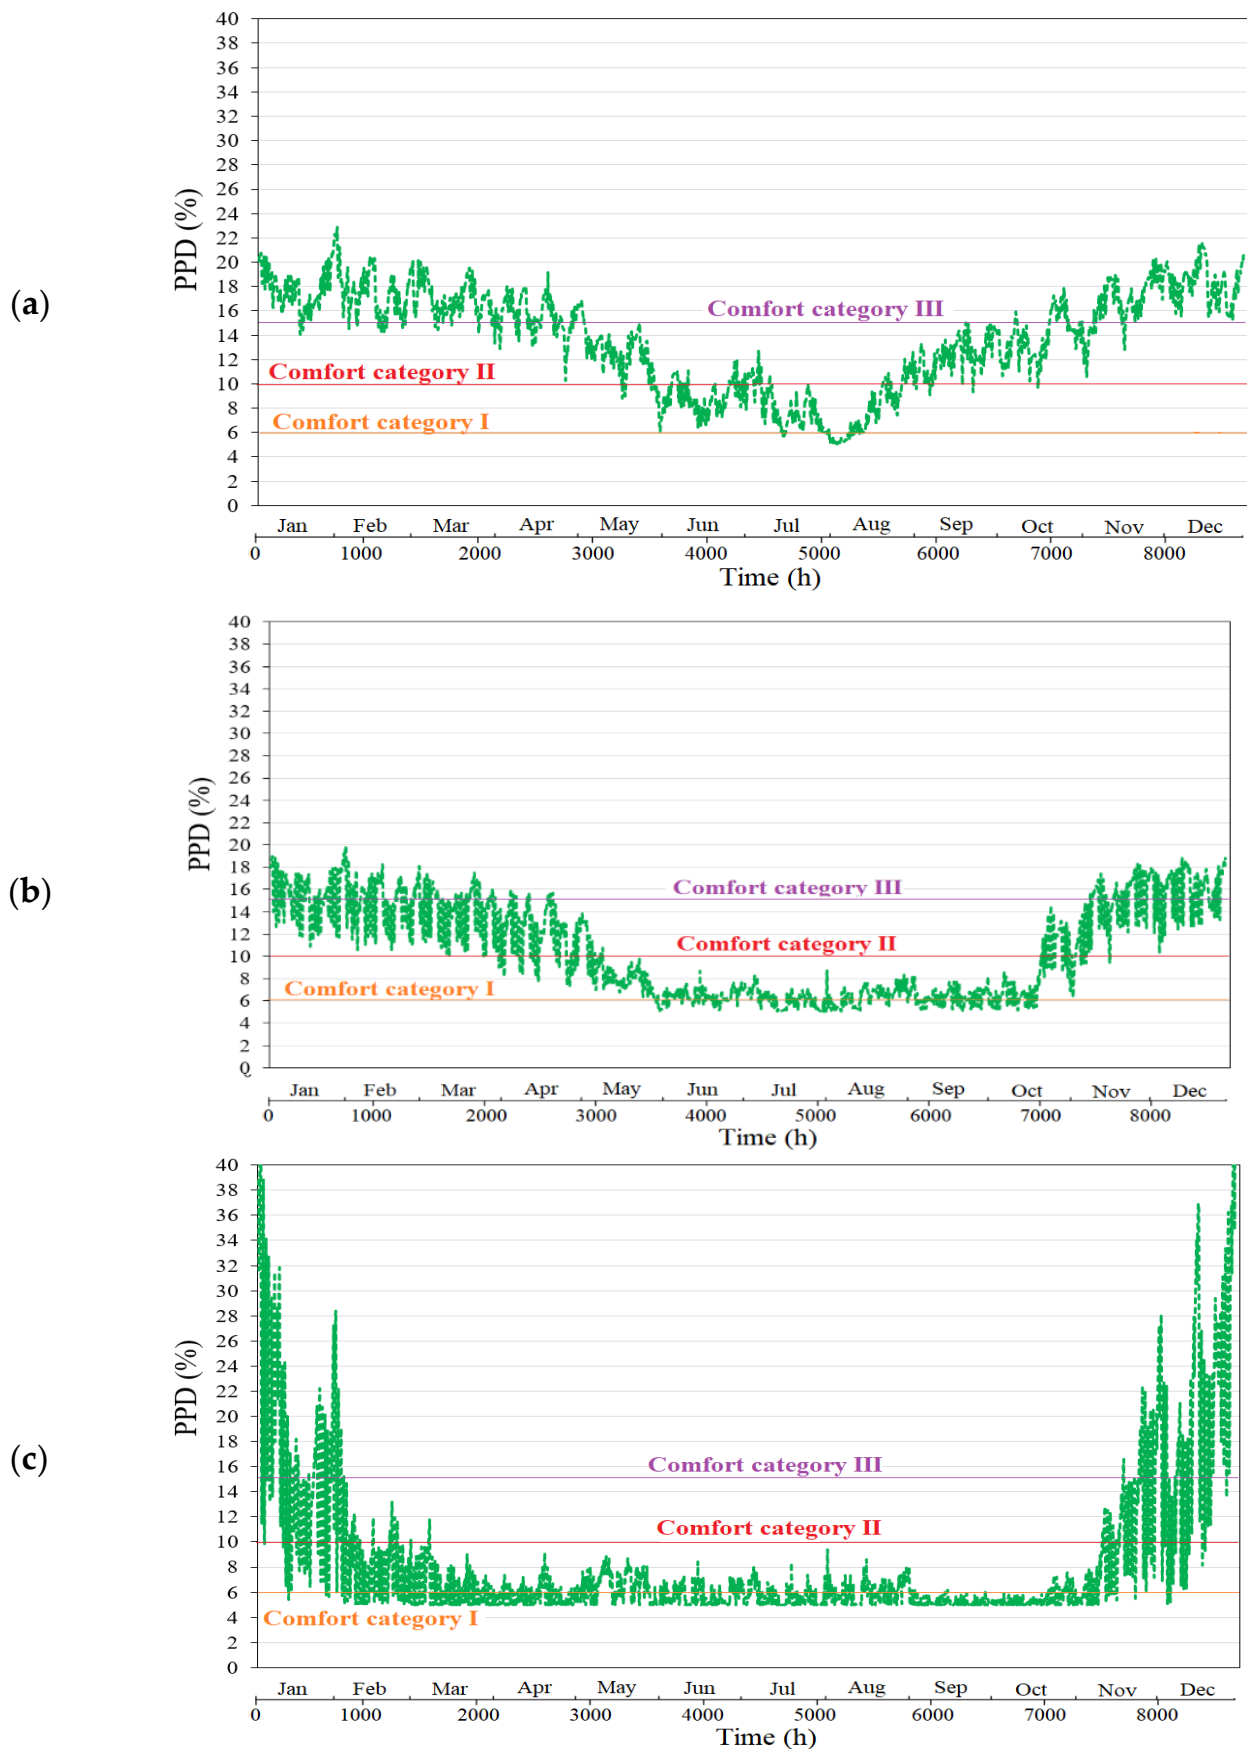 40
38
36
34
32
30
28
26
24
22
20
18
16
14
12
10
8
6
4
2
0
PPD (%)
(a)
Comfort category III
Comfort category II
Comfort category I
Jan Feb Mar Apr May Jun Jul Aug Sep Oct Nov Dec
0 1000 2000 3000 4000 5000 6000 7000 8000
Time (h)
40
38
36
34
32
30
28
26
24
22
20
18
16
14
12
10
8
6
4
2
0
PPD (%)
(b)
Comfort category III
Comfort category II
Comfort category I
Jan Feb Mar Apr May Jun Jul Aug Sep Oct Nov Dec
0 1000 2000 3000 4000 5000 6000 7000 8000
Time (h)
40
38
36
34
32
30
28
26
24
22
20
18
16
14
12
10
8
6
4
2
0
PPD (%)
(c)
Comfort category III
Comfort category II
Comfort category I
Jan Feb Mar Apr May Jun Jul Aug Sep Oct Nov Dec
0 1000 2000 3000 4000 5000 6000 7000 8000
Time (h)